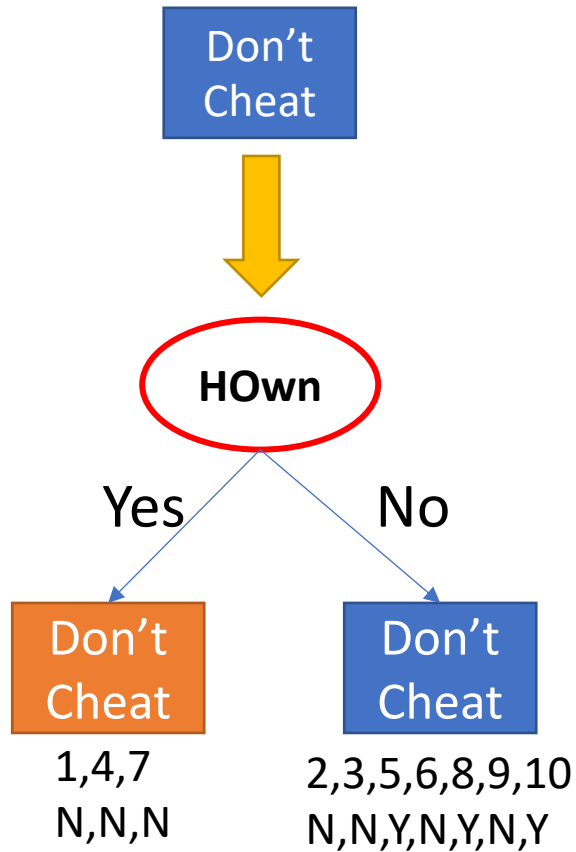 Don't
Cheat
HOwn
Yes
No
Don't
Cheat
Don't
Cheat
1,4,7
N,N,N
2,3,5,6,8,9,10
N,N,Y,N,Y,N,Y